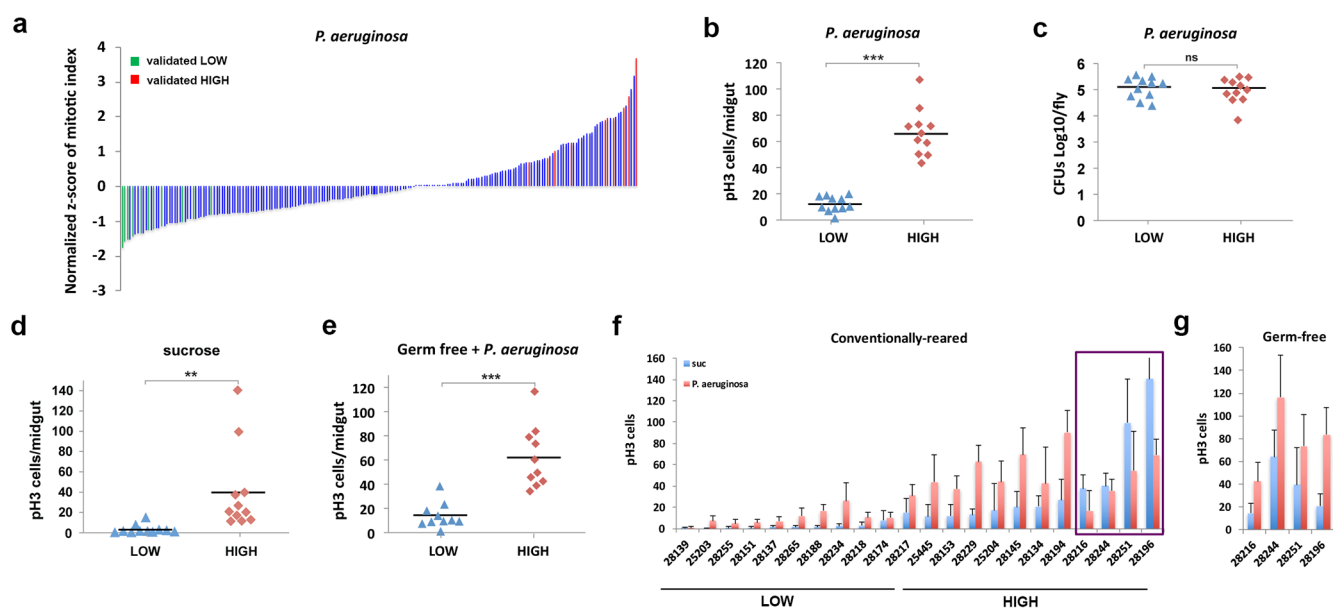 a
P. aeruginosa
Normalized z-score of mitotic index
4
3
2
1
0
-1
-2
-3
validated LOW
validated HIGH
b
P. aeruginosa
***
pH3 cells/midgut
120
100
80
60
40
20
0
LOW HIGH
c
P. aeruginosa
ns
CFUs Log10/fly
6
5
4
3
2
1
0
LOW HIGH
d
sucrose
**
pH3 cells/midgut
140
120
100
80
60
40
20
0
LOW HIGH
e
Germ free + P. aeruginosa
***
pH3 cells/midgut
120
100
80
60
40
20
0
LOW HIGH
f
Conventionally-reared
suc
P. aeruginosa
pH3 cells
160
140
120
100
80
60
40
20
0
28139 25203 28255 28151 28137 28265 28188 28234 28218 28174 28217 25445 28153 28229 25204 28145 28134 28194 28216 28244 28251 28196
LOW HIGH
g
Germ-free
pH3 cells
160
140
120
100
80
60
40
20
0
28216 28244 28251 28196